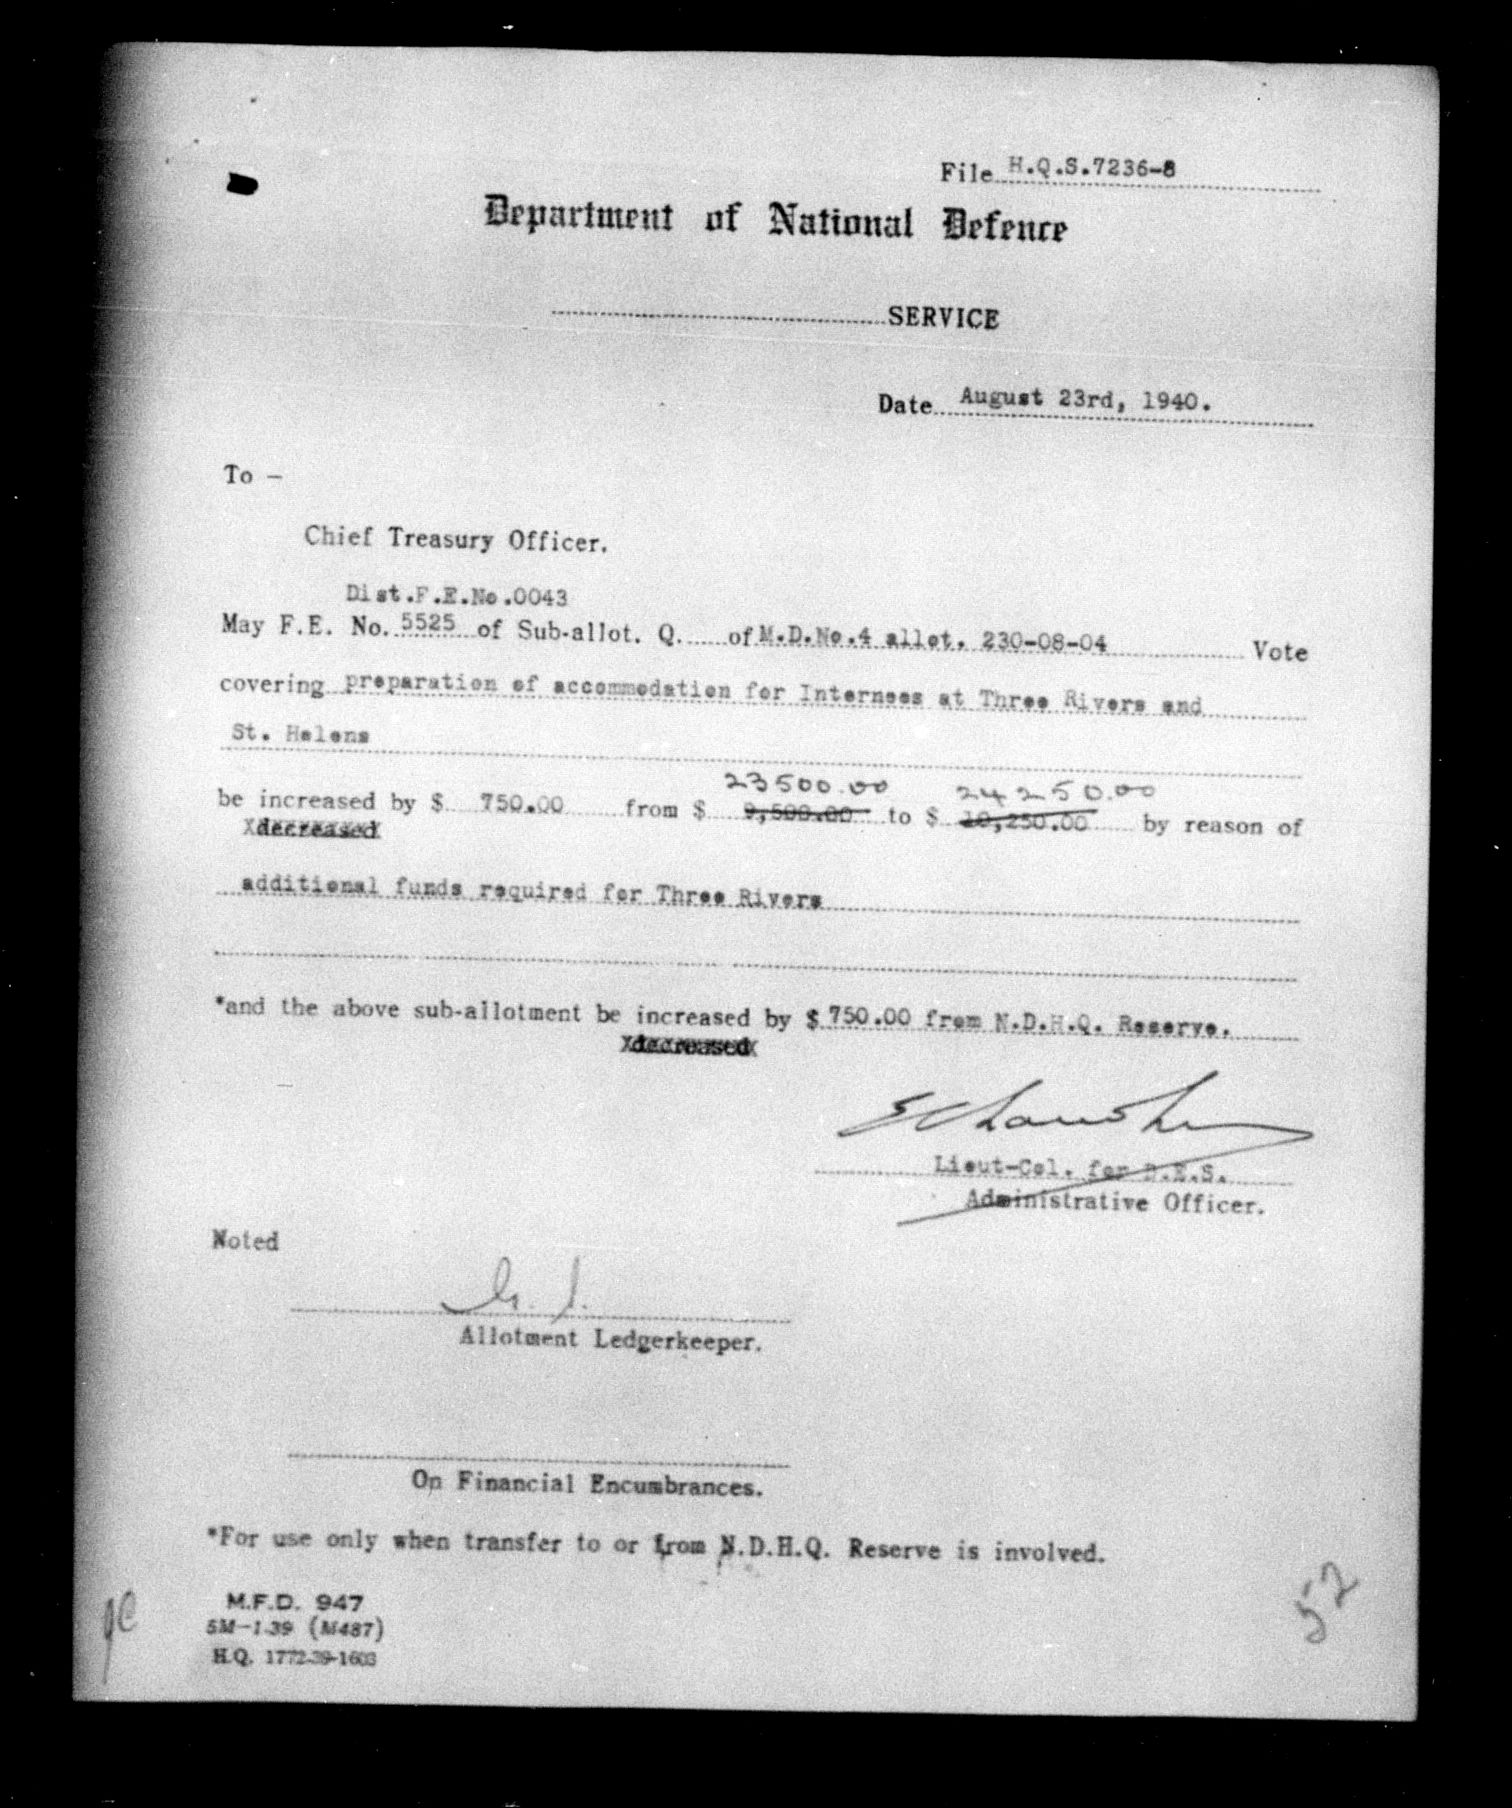 File H.Q.S.7236-8
Department of National Defence
SERVICE
Date August 23rd, 1940.
To –
Chief Treasury Officer.
Dist.F.E.No.0043
May F.E. No. 5525 of Sub-allot. Q. of M.D.No.4 allot. 230-08-04 Vote
covering preparation of accommodation for Internees at Three Rivers and
St. Helens
23500.00 24250.00
be increased by $ 750.00 from $ 9,500.00 to $ 10,250.00 by reason of
decreased
additional funds required for Three Rivers
*and the above sub-allotment be increased by $ 750.00 from N.D.H.Q. Reserve.
decreased
Lieut-Col. for D.E.S.
Administrative Officer.
Noted
Allotment Ledgerkeeper.
On Financial Encumbrances.
*For use only when transfer to or from N.D.H.Q. Reserve is involved.
M.F.D. 947
5M-1-39 (M487)
H.Q. 1772-39-1603
52